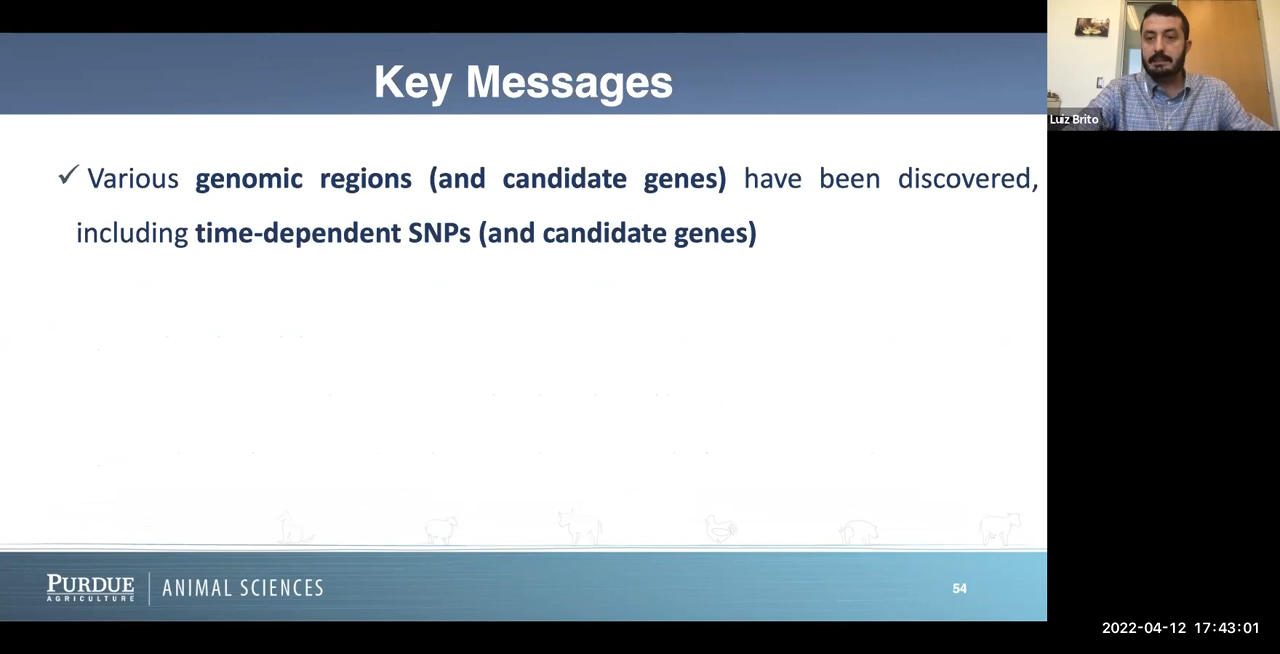 Key Messages
Luiz Brito
✓ Various genomic regions (and candidate genes) have been discovered,
including time-dependent SNPs (and candidate genes)
PURDUE
AGRICULTURE
ANIMAL SCIENCES
54
2022-04-12 17:43:01